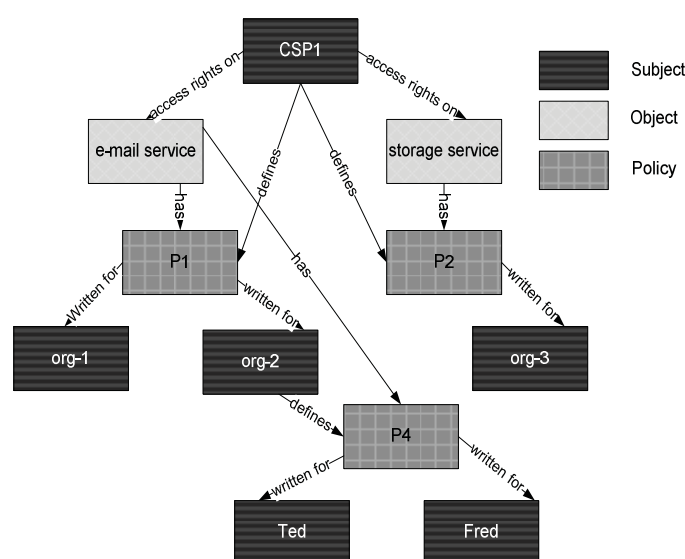 CSP1
Subject
access rights on
access rights on
Object
e-mail service
storage service
Policy
defines
defines
has
has
P1
P2
has
Written for
written for
written for
org-1
org-2
org-3
defines
P4
written for
written for
Ted
Fred